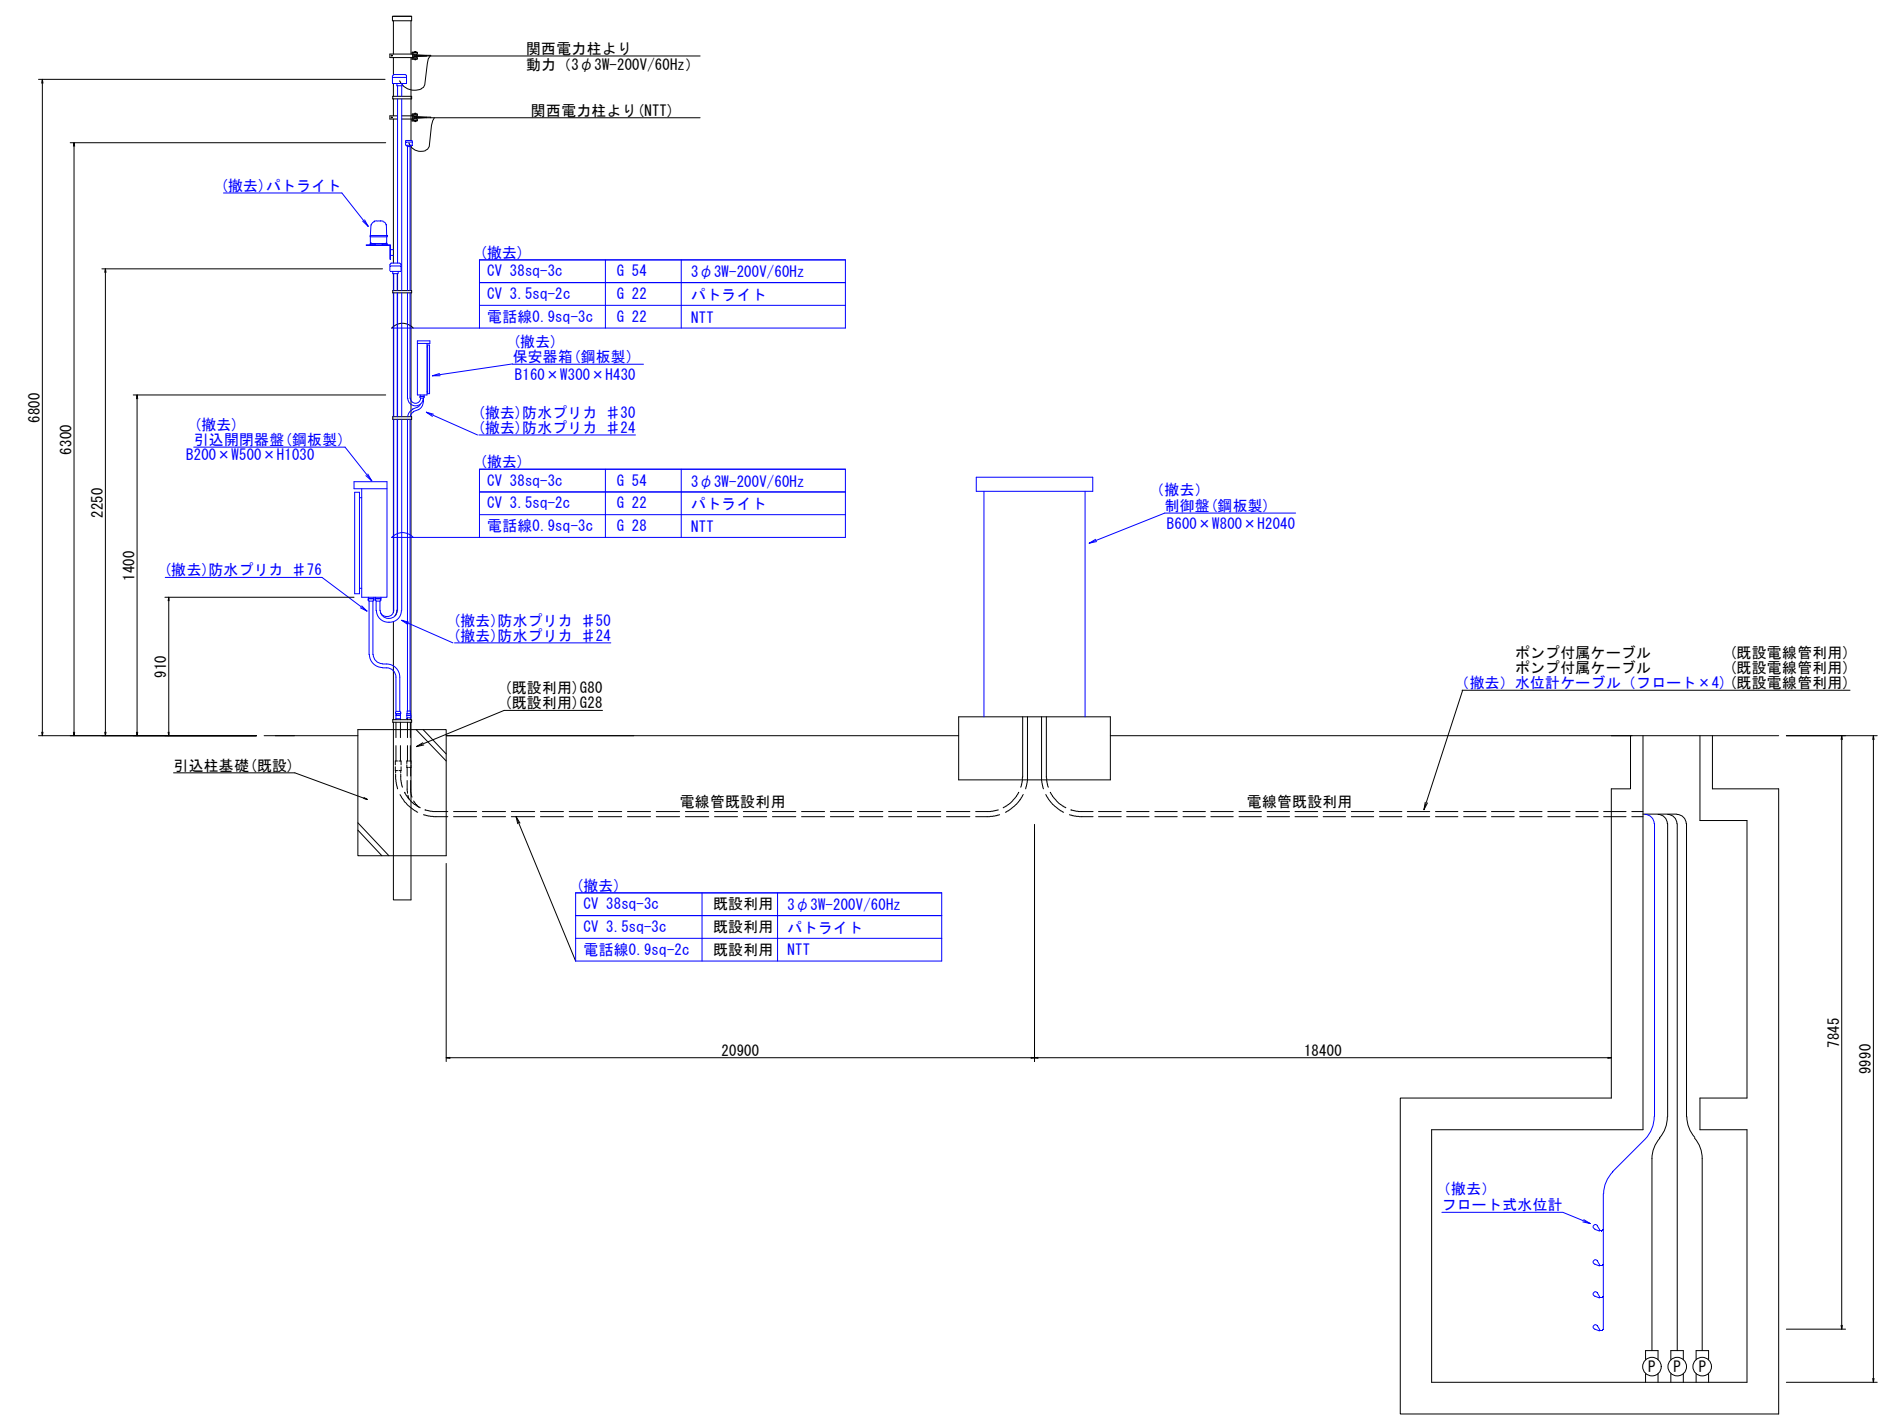 関西電力柱より
動力 (3φ3W-200V/60Hz)
関西電力柱より(NTT)
(撤去)パトライト
(撤去)
CV 38sq-3c G 54 3φ3W-200V/60Hz
CV 3.5sq-2c G 22 パトライト
電話線0.9sq-3c G 22 NTT
(撤去)
保安器箱(鋼板製)
B160×W300×H430
(撤去)防水プリカ ♯30
(撤去)防水プリカ ♯24
(撤去)
引込開閉器盤(鋼板製)
B200×W500×H1030
(撤去)
CV 38sq-3c G 54 3φ3W-200V/60Hz
CV 3.5sq-2c G 22 パトライト
電話線0.9sq-3c G 28 NTT
(撤去)
制御盤(鋼板製)
B600×W800×H2040
6800
6300
2250
1400
910
(撤去)防水プリカ ♯76
(撤去)防水プリカ ♯50
(撤去)防水プリカ ♯24
(既設利用)G80
(既設利用)G28
ポンプ付属ケーブル (既設電線管利用)
ポンプ付属ケーブル (既設電線管利用)
(撤去) 水位計ケーブル (フロート×4) (既設電線管利用)
引込柱基礎(既設)
電線管既設利用
電線管既設利用
(撤去)
CV 38sq-3c 既設利用 3φ3W-200V/60Hz
CV 3.5sq-3c 既設利用 パトライト
電話線0.9sq-2c 既設利用 NTT
20900
18400
7845
9990
(撤去)
フロート式水位計
P P P